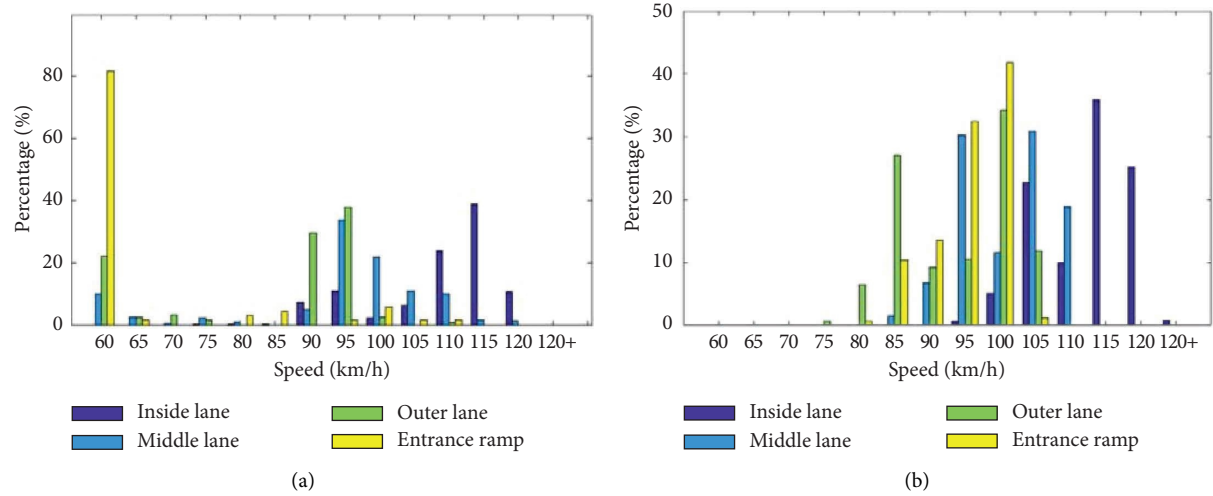 Percentage (%)
80
60
40
20
0
60 65 70 75 80 85 90 95 100 105 110 115 120 120+
Speed (km/h)
Inside lane
Middle lane
Outer lane
Entrance ramp
(a)
Percentage (%)
50
40
30
20
10
0
60 65 70 75 80 85 90 95 100 105 110 115 120 120+
Speed (km/h)
Inside lane
Middle lane
Outer lane
Entrance ramp
(b)